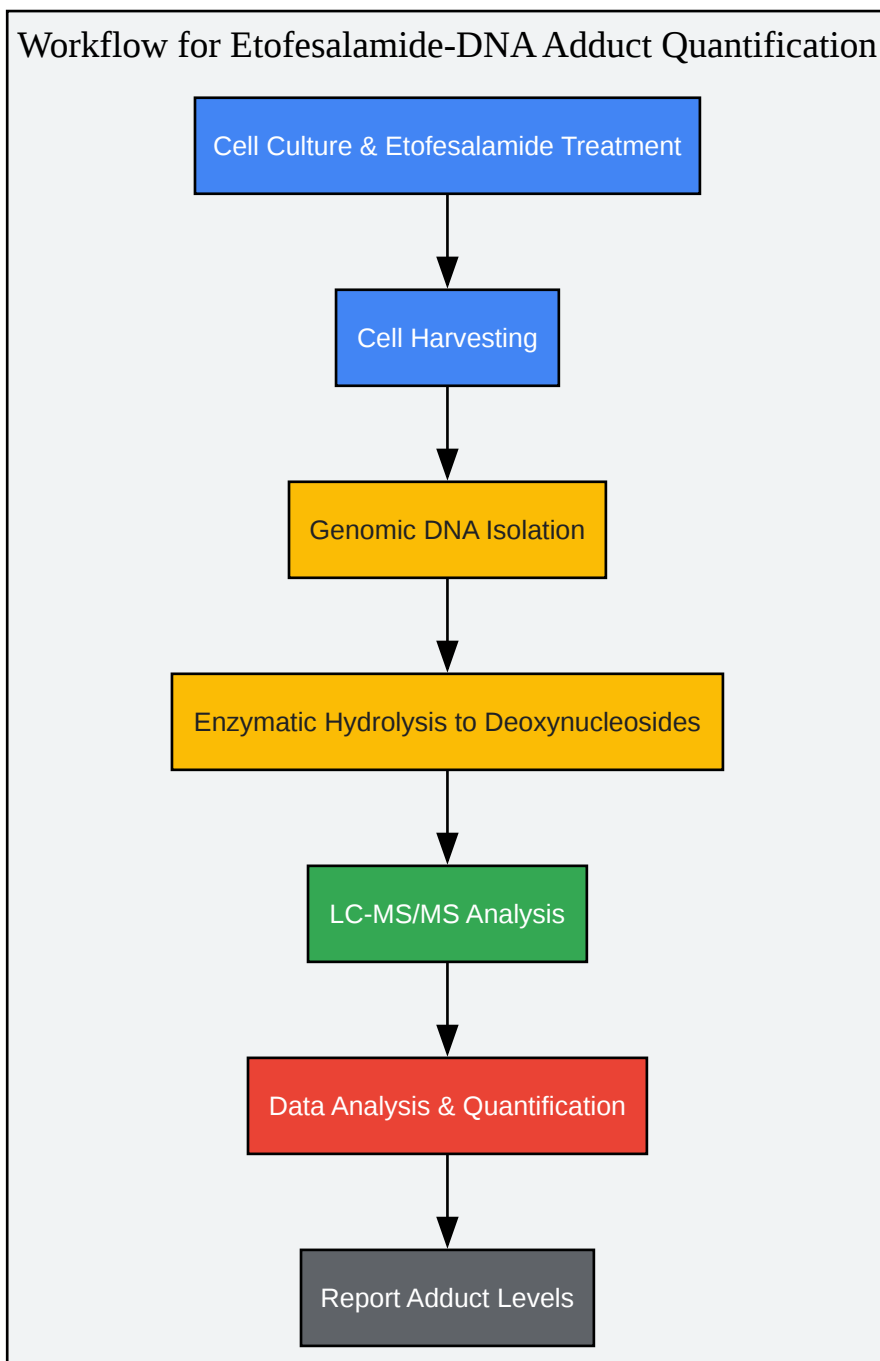 Workflow for Etofesalamide-DNA Adduct Quantification
Cell Culture & Etofesalamide Treatment
Cell Harvesting
Genomic DNA Isolation
Enzymatic Hydrolysis to Deoxynucleosides
LC-MS/MS Analysis
Data Analysis & Quantification
Report Adduct Levels